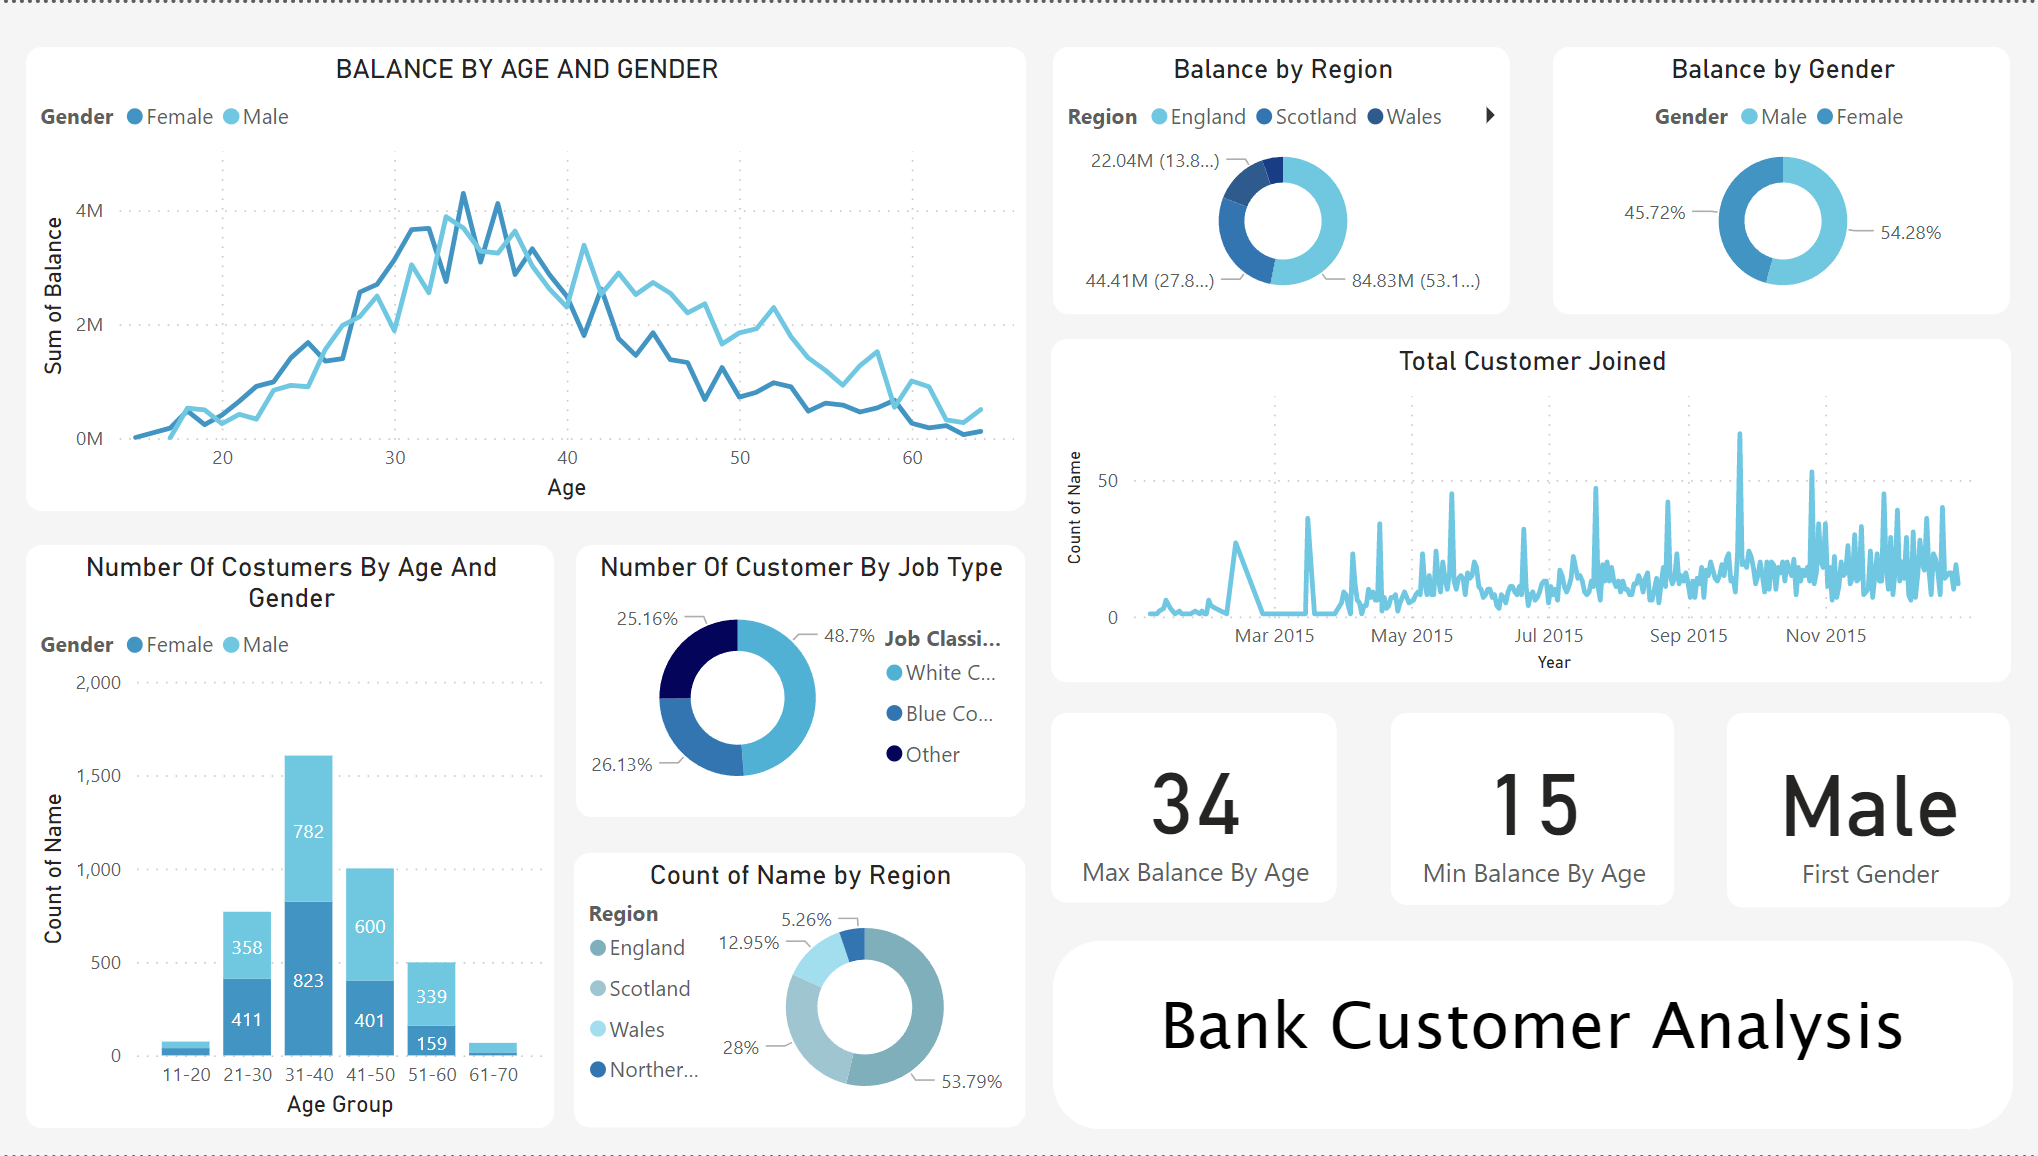 BALANCE BY AGE AND GENDER
Gender Female Male
4M
2M
0M
Sum of Balance
20 30 40 50 60
Age
Balance by Region
Region England Scotland Wales
22.04M (13.8...)
44.41M (27.8...)
84.83M (53.1...)
Balance by Gender
Gender Male Female
45.72%
54.28%
Total Customer Joined
Count of Name
50
0
Mar 2015 May 2015 Jul 2015 Sep 2015 Nov 2015
Year
Number Of Costumers By Age And
Gender
Gender Female Male
2,000
1,500
1,000
500
0
Count of Name
782
823
358
411
600
401
339
159
11-20 21-30 31-40 41-50 51-60 61-70
Age Group
Number Of Customer By Job Type
25.16%
48.7%
26.13%
Job Classi...
White C...
Blue Co...
Other
Count of Name by Region
Region
England
Scotland
Wales
Norther...
5.26%
12.95%
28%
53.79%
34
Max Balance By Age
15
Min Balance By Age
Male
First Gender
Bank Customer Analysis